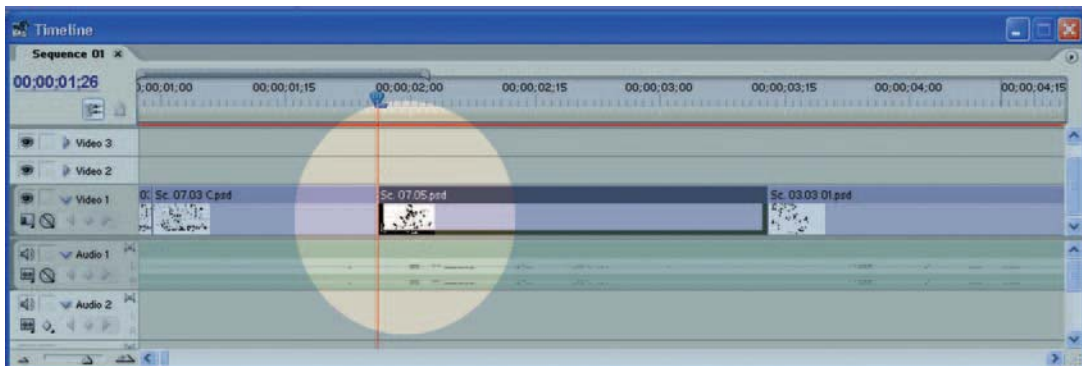 Timeline
Sequence 01 ×
00;00;01;26
;00;01;00 00;00;01;15 00;00;02;00 00;00;02;15 00;00;03;00 00;00;03;15 00;00;04;00 00;00;04;15
Video 3
Video 2
Video 1
Sc. 07.03 C.psd Sc. 07.05.psd Sc. 03.03 01.psd
Audio 1
Audio 2